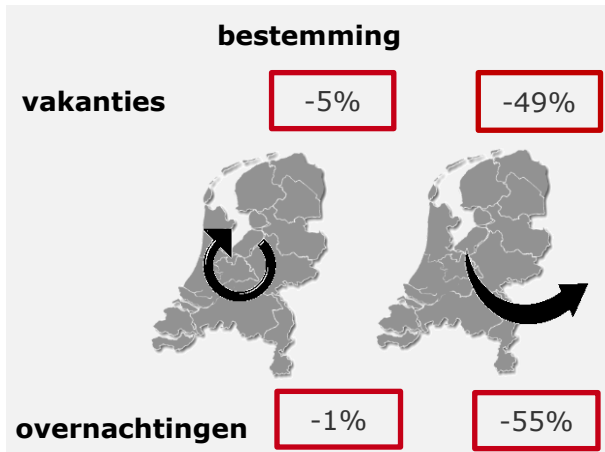 bestemming
vakanties -5% -49%
overnachtingen -1% -55%